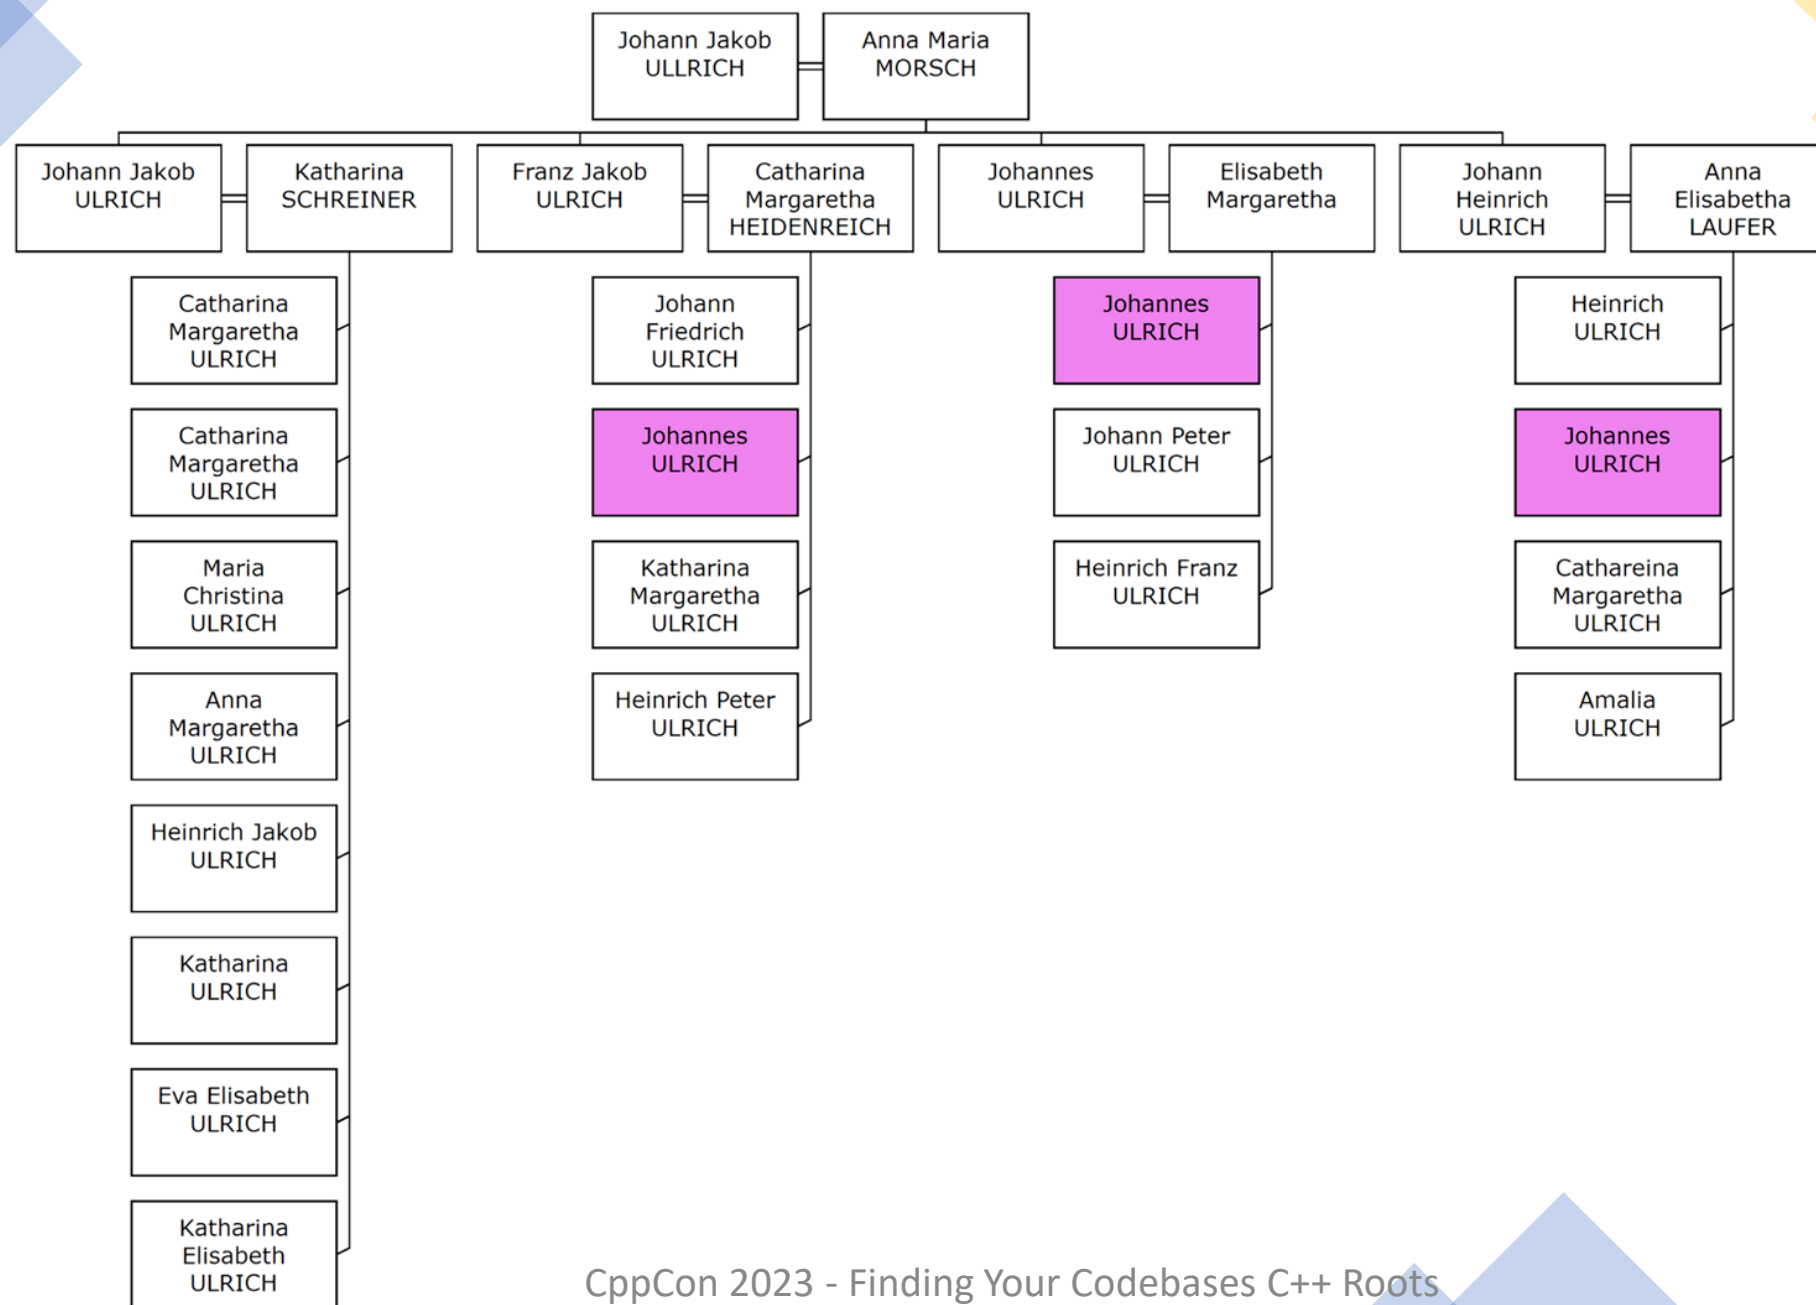 Johann Jakob
ULLRICH
Anna Maria
MORSCH
Johann Jakob
ULRICH
Katharina
SCHREINER
Franz Jakob
ULRICH
Catharina
Margaretha
HEIDENREICH
Johannes
ULRICH
Elisabeth
Margaretha
Johann
Heinrich
ULRICH
Anna
Elisabetha
LAUFER
Catharina
Margaretha
ULRICH
Catharina
Margaretha
ULRICH
Maria
Christina
ULRICH
Anna
Margaretha
ULRICH
Heinrich Jakob
ULRICH
Katharina
ULRICH
Eva Elisabeth
ULRICH
Katharina
Elisabeth
ULRICH
Johann
Friedrich
ULRICH
Johannes
ULRICH
Katharina
Margaretha
ULRICH
Heinrich Peter
ULRICH
Johannes
ULRICH
Johann Peter
ULRICH
Heinrich Franz
ULRICH
Heinrich
ULRICH
Johannes
ULRICH
Cathareina
Margaretha
ULRICH
Amalia
ULRICH
CppCon 2023 - Finding Your Codebases C++ Roots